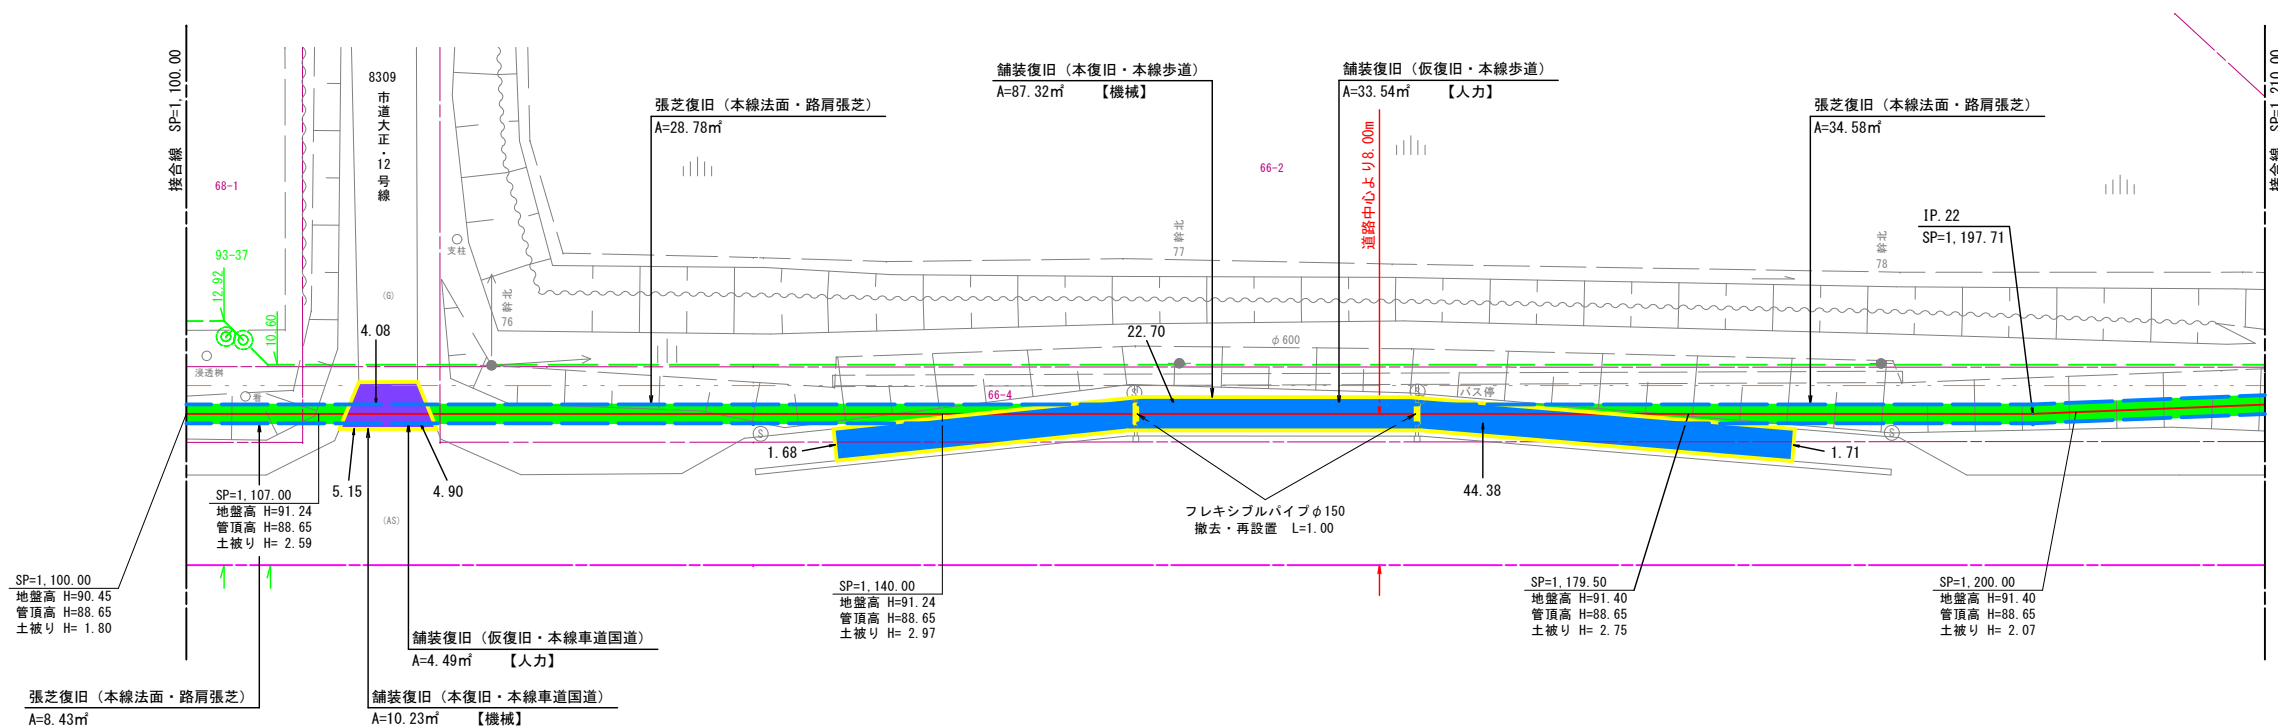 接合線 SP=1,100.00
8309
市道大正・12号線
68-1
93-37
12.92
10.60
浸透桝
看
支柱
(G)
幹北
76
張芝復旧（本線法面・路肩張芝）
A=28.78㎡
舗装復旧（本復旧・本線歩道）
A=87.32㎡ 【機械】
舗装復旧（仮復旧・本線歩道）
A=33.54㎡ 【人力】
道路中心より8.00m
張芝復旧（本線法面・路肩張芝）
A=34.58㎡
接合線 SP=1,210.00
66-2
幹北
77
幹北
78
IP.22
SP=1,197.71
4.08
22.70
φ600
66-4
バス停
S
S
1.68
1.71
5.15
4.90
44.38
(AS)
フレキシブルパイプφ150
撤去・再設置 L=1.00
SP=1,107.00
地盤高 H=91.24
管頂高 H=88.65
土被り H= 2.59
SP=1,100.00
地盤高 H=90.45
管頂高 H=88.65
土被り H= 1.80
SP=1,140.00
地盤高 H=91.24
管頂高 H=88.65
土被り H= 2.97
SP=1,179.50
地盤高 H=91.40
管頂高 H=88.65
土被り H= 2.75
SP=1,200.00
地盤高 H=91.40
管頂高 H=88.65
土被り H= 2.07
舗装復旧（仮復旧・本線車道国道）
A=4.49㎡ 【人力】
張芝復旧（本線法面・路肩張芝）
A=8.43㎡
舗装復旧（本復旧・本線車道国道）
A=10.23㎡ 【機械】